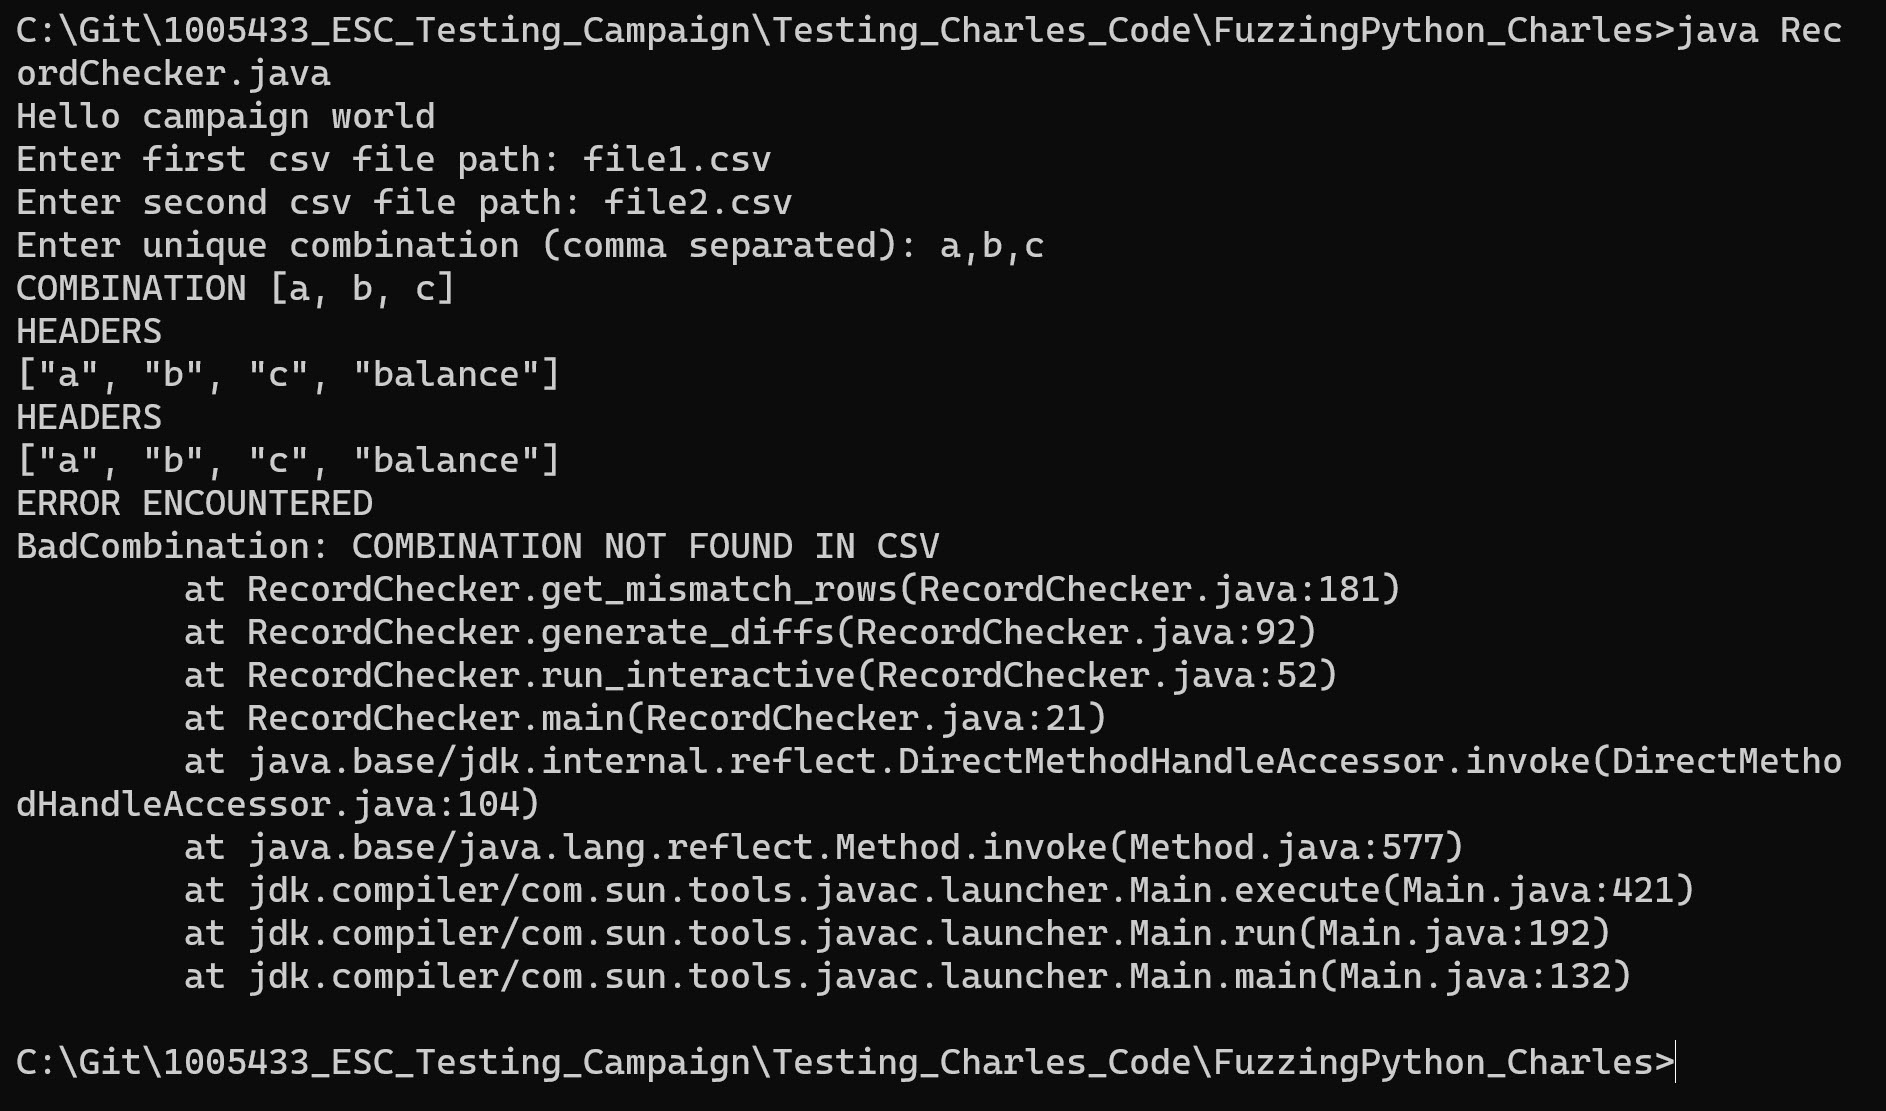 C:\Git\1005433_ESC_Testing_Campaign\Testing_Charles_Code\FuzzingPython_Charles>java Rec
ordChecker.java
Hello campaign world
Enter first csv file path: file1.csv
Enter second csv file path: file2.csv
Enter unique combination (comma separated): a,b,c
COMBINATION [a, b, c]
HEADERS
["a", "b", "c", "balance"]
HEADERS
["a", "b", "c", "balance"]
ERROR ENCOUNTERED
BadCombination: COMBINATION NOT FOUND IN CSV
        at RecordChecker.get_mismatch_rows(RecordChecker.java:181)
        at RecordChecker.generate_diffs(RecordChecker.java:92)
        at RecordChecker.run_interactive(RecordChecker.java:52)
        at RecordChecker.main(RecordChecker.java:21)
        at java.base/jdk.internal.reflect.DirectMethodHandleAccessor.invoke(DirectMetho
dHandleAccessor.java:104)
        at java.base/java.lang.reflect.Method.invoke(Method.java:577)
        at jdk.compiler/com.sun.tools.javac.launcher.Main.execute(Main.java:421)
        at jdk.compiler/com.sun.tools.javac.launcher.Main.run(Main.java:192)
        at jdk.compiler/com.sun.tools.javac.launcher.Main.main(Main.java:132)
C:\Git\1005433_ESC_Testing_Campaign\Testing_Charles_Code\FuzzingPython_Charles>